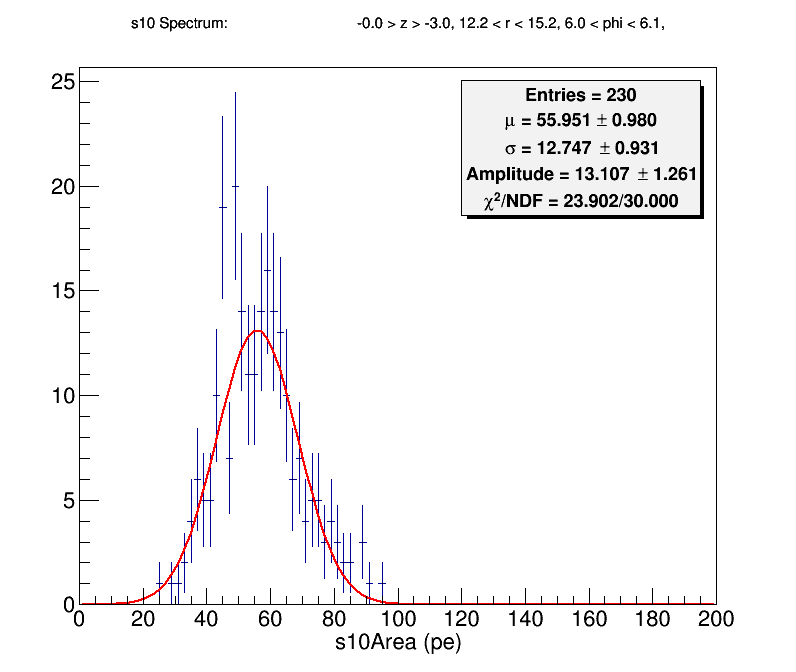 s10 Spectrum: -0.0 > z > -3.0, 12.2 < r < 15.2, 6.0 < phi < 6.1,
Entries = 230
μ = 55.951 ± 0.980
σ = 12.747 ± 0.931
Amplitude = 13.107 ± 1.261
χ²/NDF = 23.902/30.000
25
20
15
10
5
0
0 20 40 60 80 100 120 140 160 180 200
s10Area (pe)